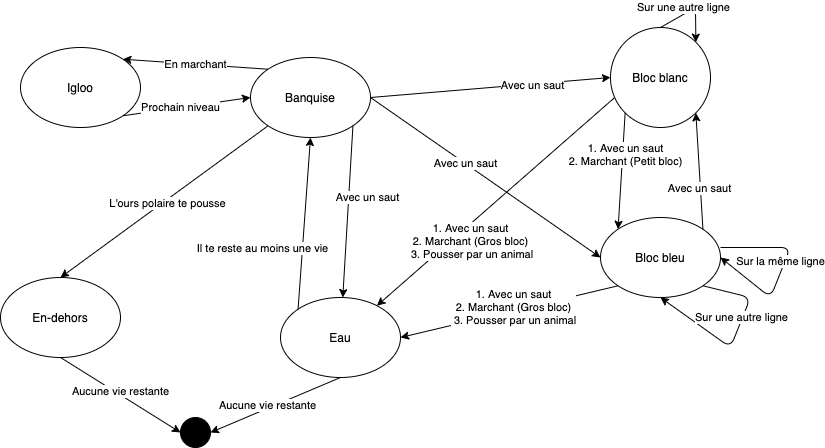 Sur une autre ligne
En marchant
Igloo
Banquise
Bloc blanc
Avec un saut
Prochain niveau
1. Avec un saut
2. Marchant (Petit bloc)
Avec un saut
Avec un saut
Avec un saut
L'ours polaire te pousse
1. Avec un saut
2. Marchant (Gros bloc)
3. Pousser par un animal
Il te reste au moins une vie
Bloc bleu
Sur la même ligne
1. Avec un saut
2. Marchant (Gros bloc)
3. Pousser par un animal
En-dehors
Sur une autre ligne
Eau
Aucune vie restante
Aucune vie restante